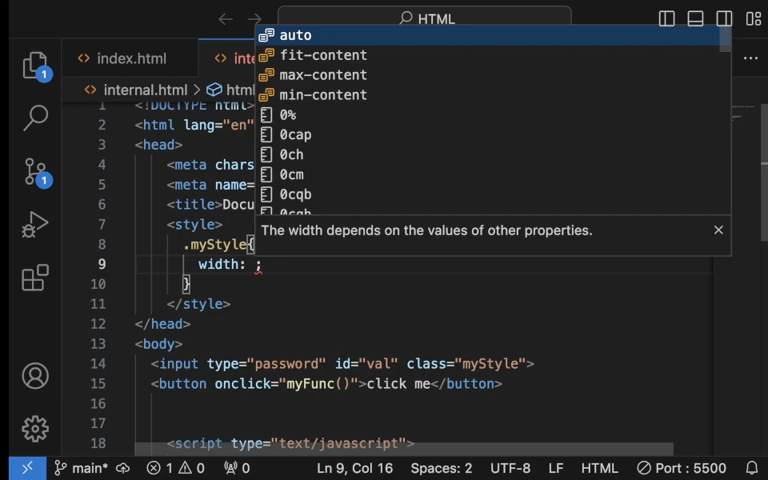 HTML
index.html
inte
internal.html > html
auto
fit-content
max-content
min-content
0%
0cap
0ch
0cm
0cqb
0cqh
The width depends on the values of other properties.
1 <!DOCTYPE html>
2 <html lang="en"
3 <head>
4 <meta chars
5 <meta name=
6 <title>Docu
7 <style>
8 .myStyle{
9 width: ;
10 }
11 </style>
12 </head>
13 <body>
14 <input type="password" id="val" class="myStyle">
15 <button onclick="myFunc()">click me</button>
16
17
18 <script type="text/javascript">
1
1
main* 1 0 0 Ln 9, Col 16 Spaces: 2 UTF-8 LF HTML Port : 5500